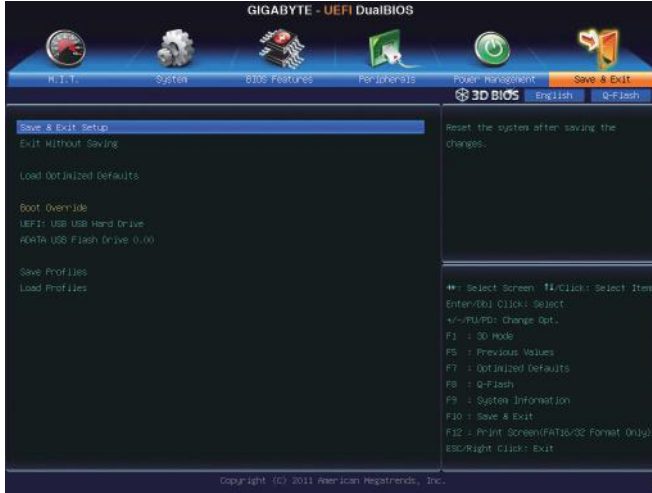 GIGABYTE - UEFI DualBIOS
M.I.T.
System
BIOS Features
Peripherals
Power Management
Save & Exit
3D BIOS
English
Q-Flash
Save & Exit Setup
Exit Without Saving
Load Optimized Defaults
Boot Override
UEFI: USB USB Hard Drive
ADATA USB Flash Drive 0.00
Save Profiles
Load Profiles
Reset the system after saving the
changes.
↔: Select Screen ↑↓/Click: Select Item
Enter/Dbl Click: Select
+/-/PU/PD: Change Opt.
F1 : 3D Mode
F5 : Previous Values
F7 : Optimized Defaults
F8 : Q-Flash
F9 : System Information
F10 : Save & Exit
F12 : Print Screen(FAT16/32 Format Only)
ESC/Right Click: Exit
Copyright (C) 2011 American Megatrends, Inc.